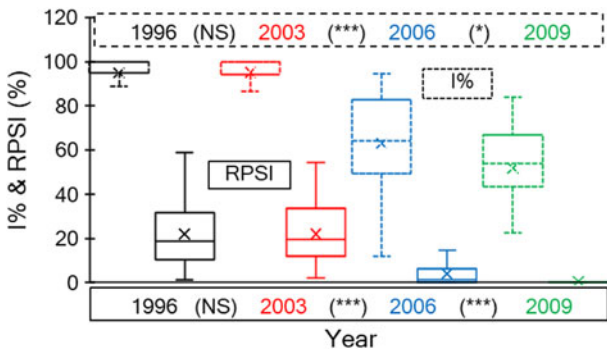 120
1996 (NS) 2003 (***) 2006 (*) 2009
100
I%
80
60
RPSI
40
20
0
I% & RPSI (%)
1996 (NS) 2003 (***) 2006 (***) 2009
Year